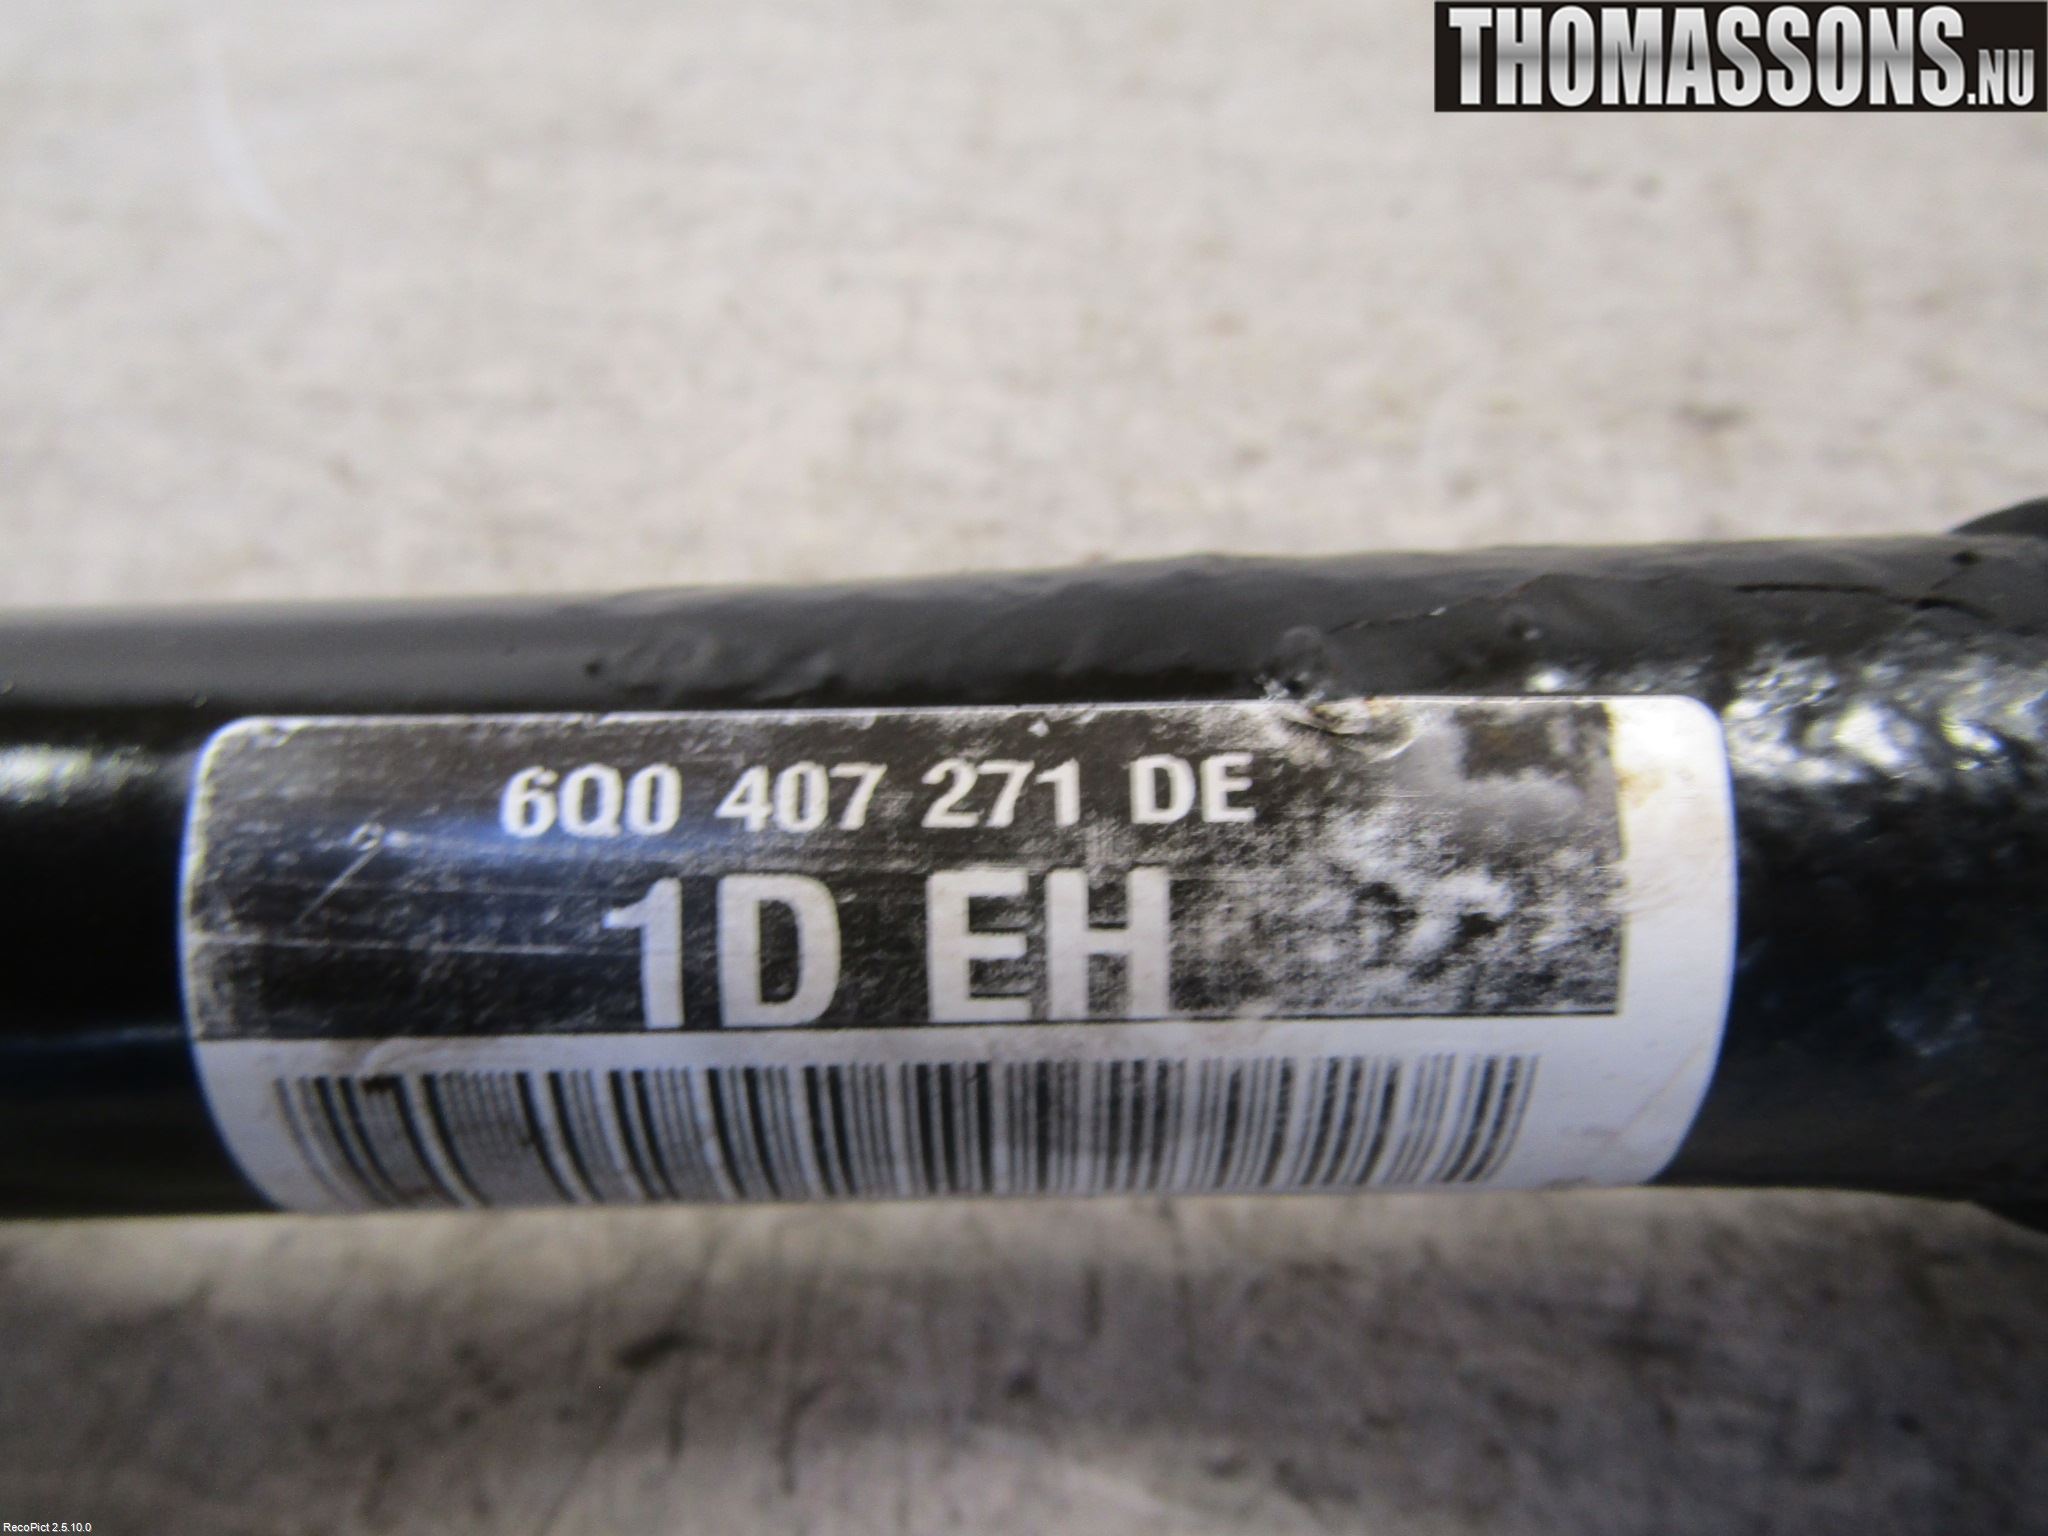 THOMASSONS.NU
6Q0 407 271 DE
1D EH
RecoPict 2.5.10.0